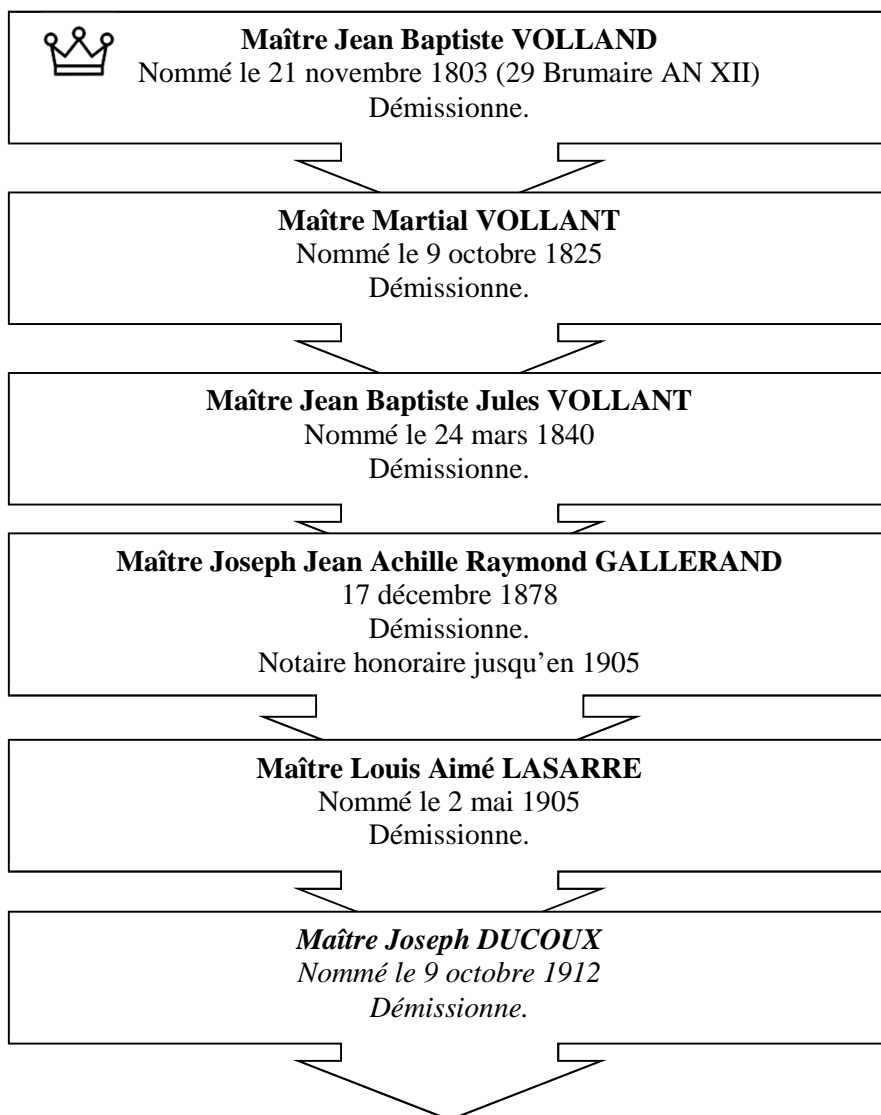 Maître Jean Baptiste VOLLAND
Nommé le 21 novembre 1803 (29 Brumaire AN XII)
Démissionne.
Maître Martial VOLLANT
Nommé le 9 octobre 1825
Démissionne.
Maître Jean Baptiste Jules VOLLANT
Nommé le 24 mars 1840
Démissionne.
Maître Joseph Jean Achille Raymond GALLERAND
17 décembre 1878
Démissionne.
Notaire honoraire jusqu’en 1905
Maître Louis Aimé LASARRE
Nommé le 2 mai 1905
Démissionne.
Maître Joseph DUCOUX
Nommé le 9 octobre 1912
Démissionne.